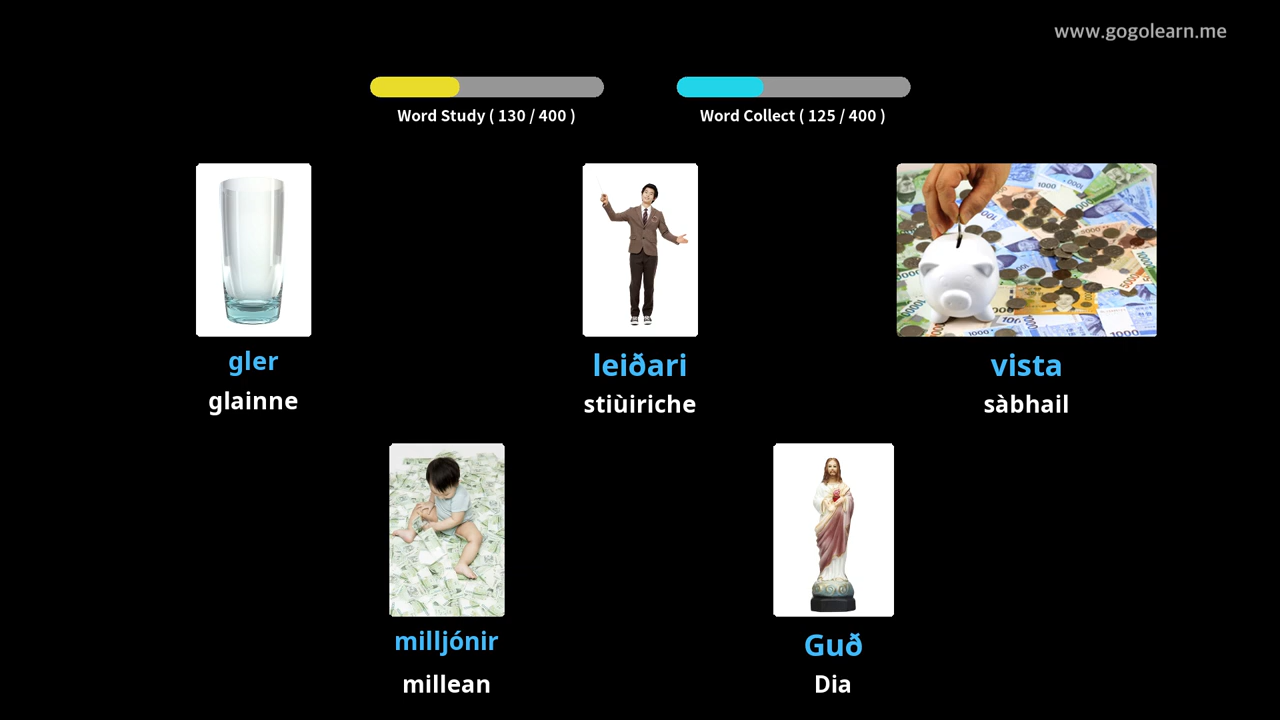 www.gogolearn.me
Word Study ( 130 / 400 )
Word Collect ( 125 / 400 )
gler
glainne
leiðari
stiùiriche
vista
sàbhail
milljónir
millean
Guð
Dia